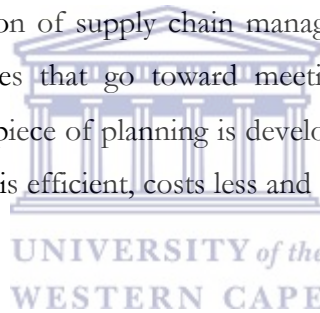 on of supply chain manag
es that go toward meeti
piece of planning is develo
is efficient, costs less and
UNIVERSITY of the
WESTERN CAPE